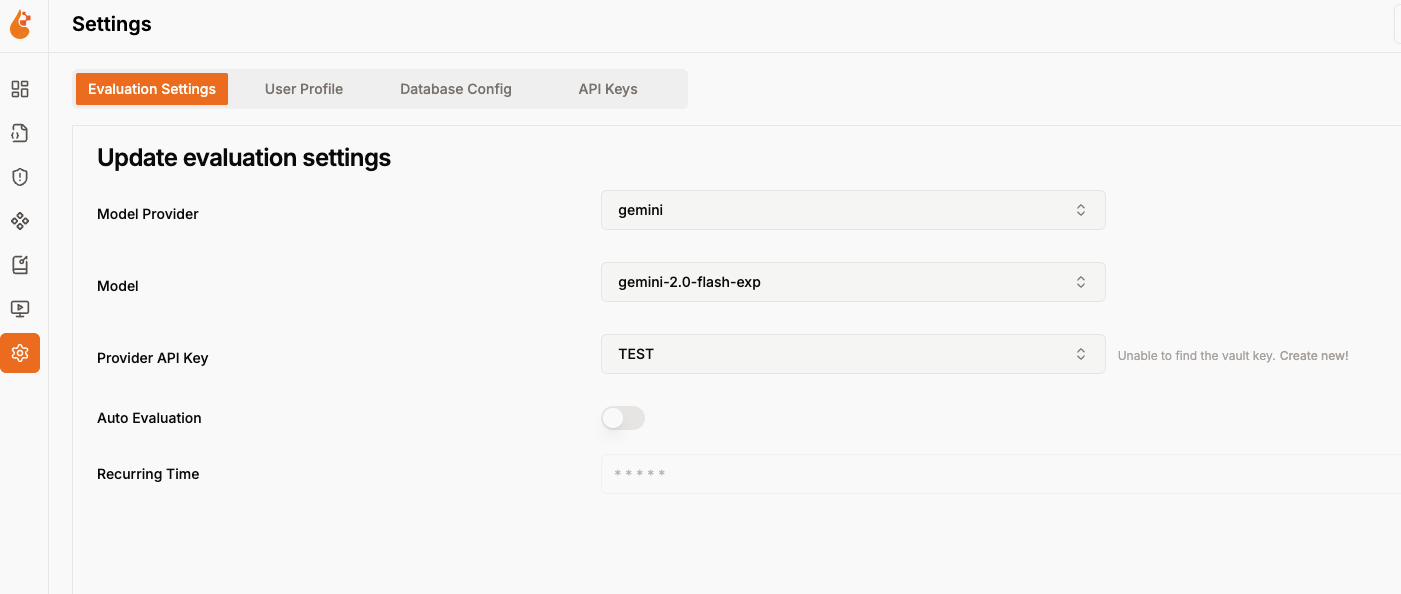 Settings
Evaluation Settings User Profile Database Config API Keys
Update evaluation settings
Model Provider gemini
Model gemini-2.0-flash-exp
Provider API Key TEST Unable to find the vault key. Create new!
Auto Evaluation
Recurring Time * * * * *